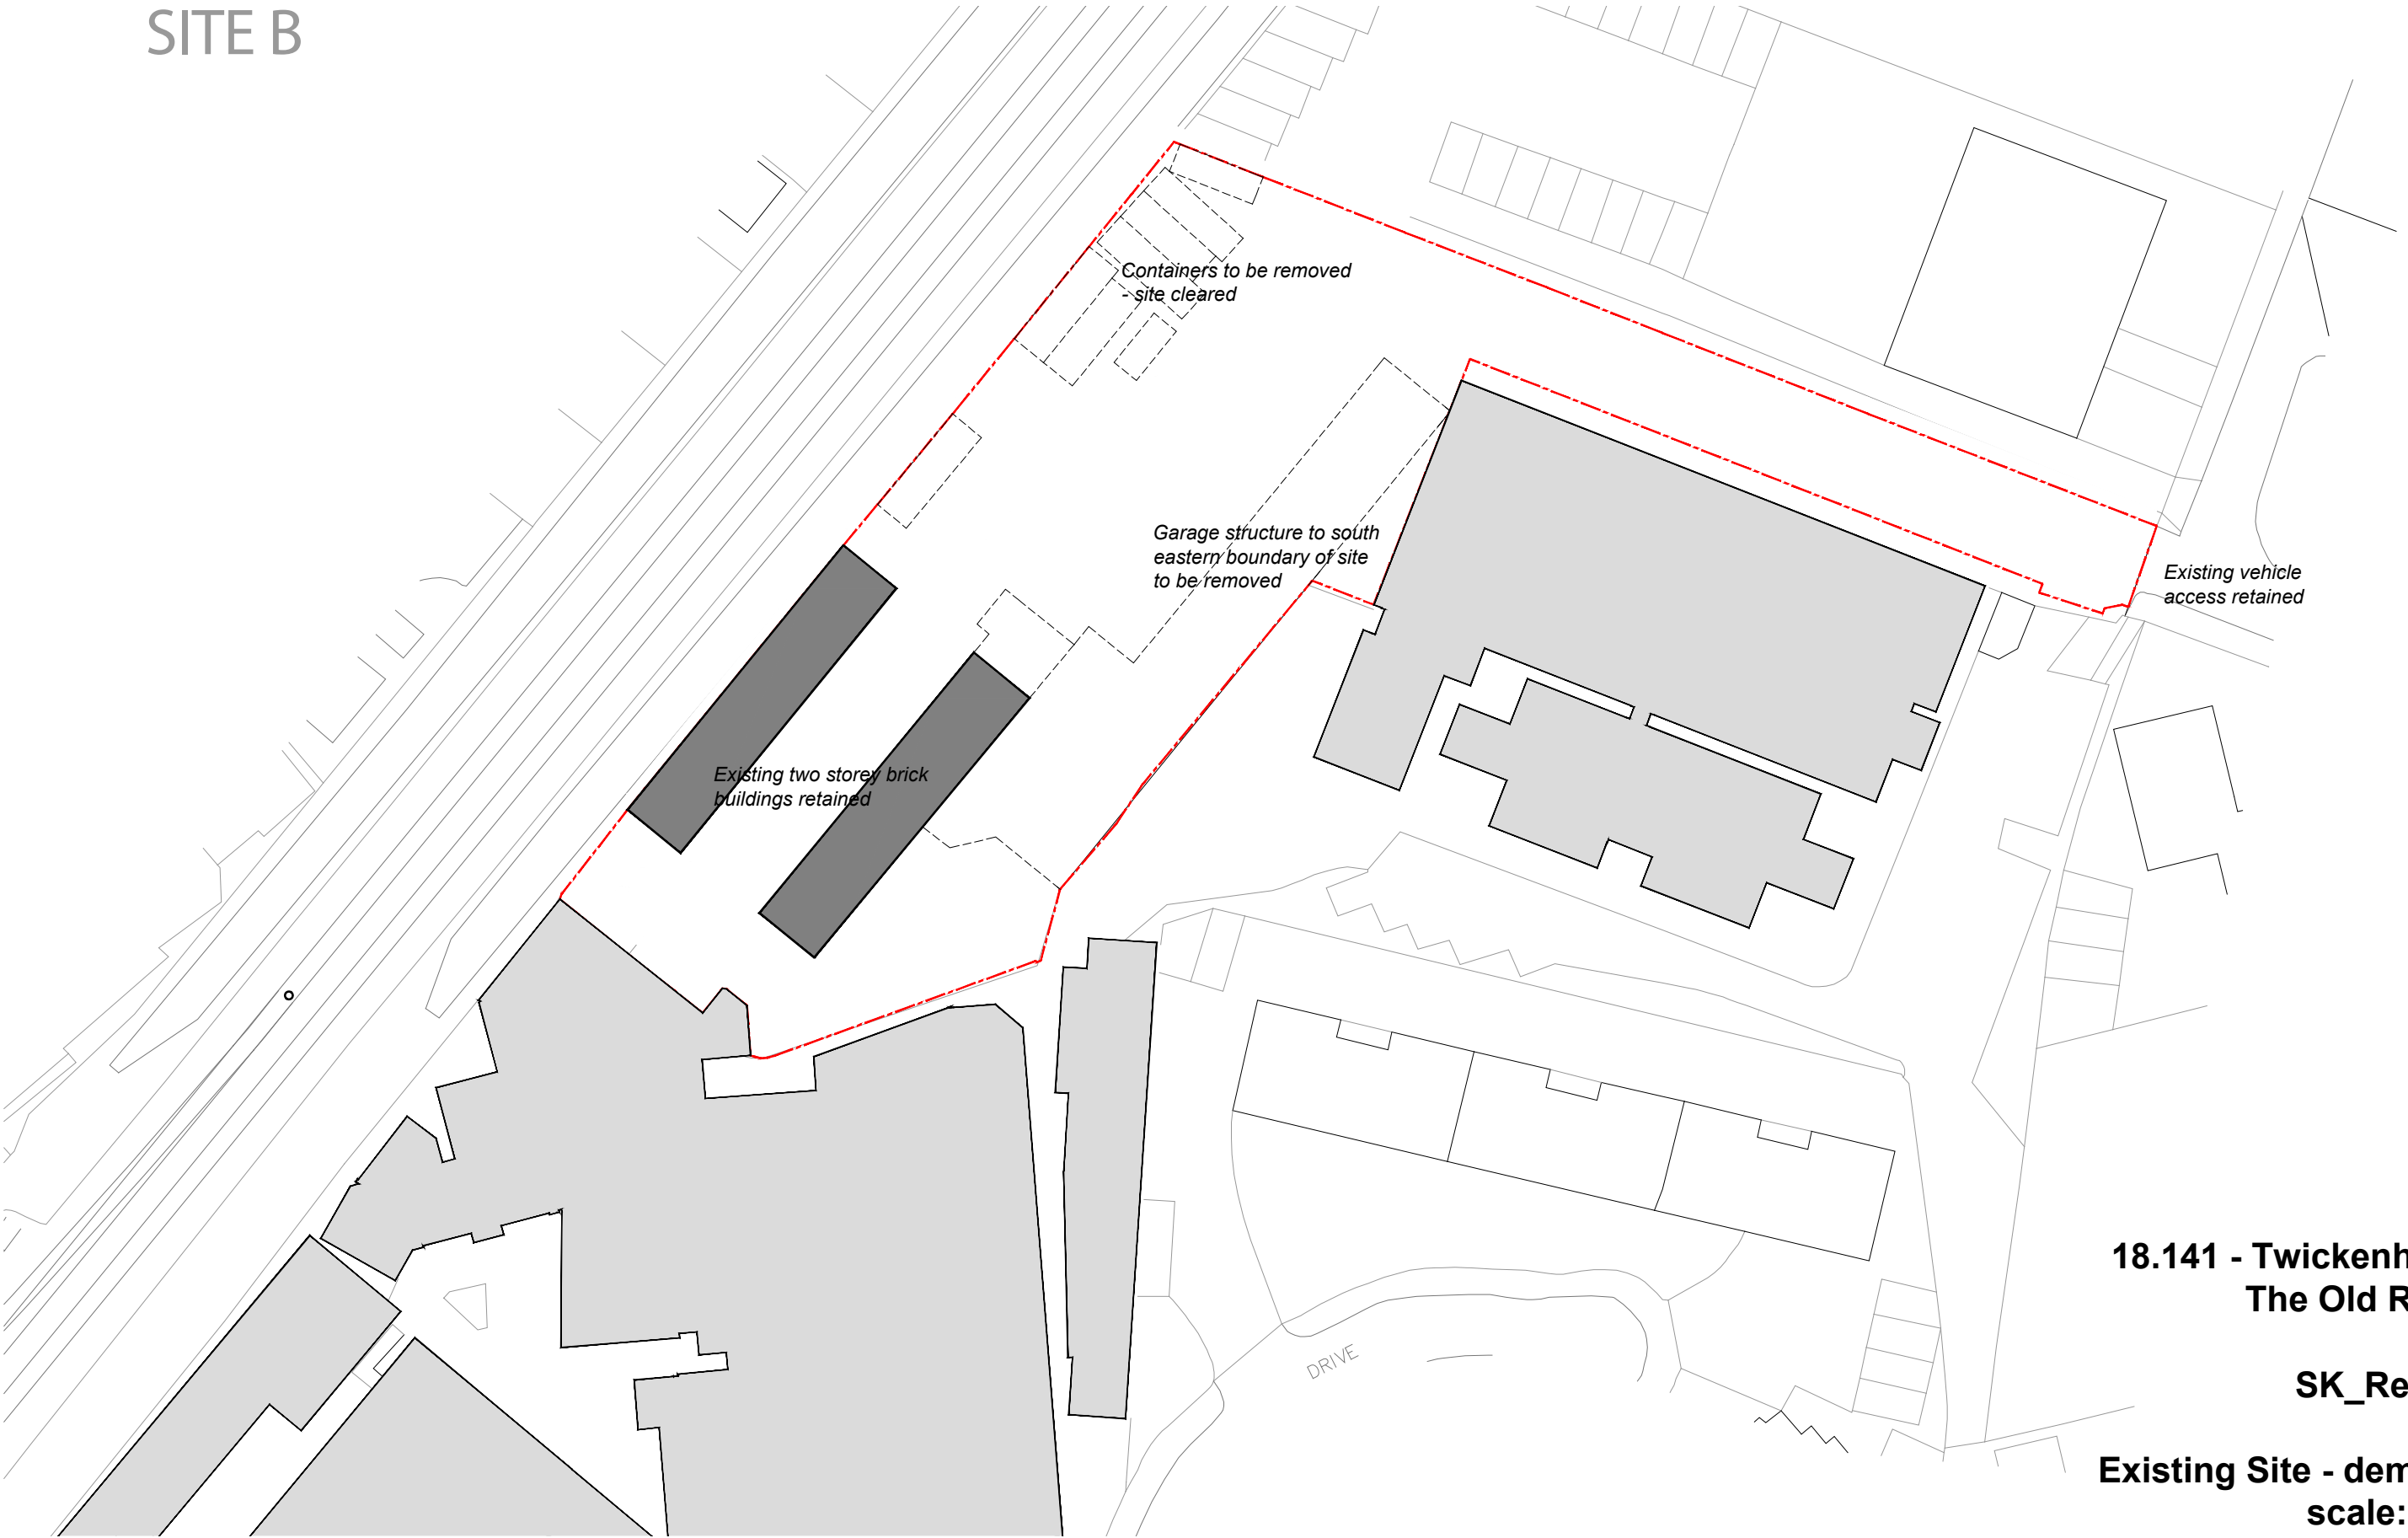 SITE B
Containers to be removed
- site cleared
Garage structure to south
eastern boundary of site
to be removed
Existing vehicle
access retained
Existing two storey brick
buildings retained
DRIVE
18.141 - Twickenh
The Old R
SK_Re
Existing Site - dem
scale: